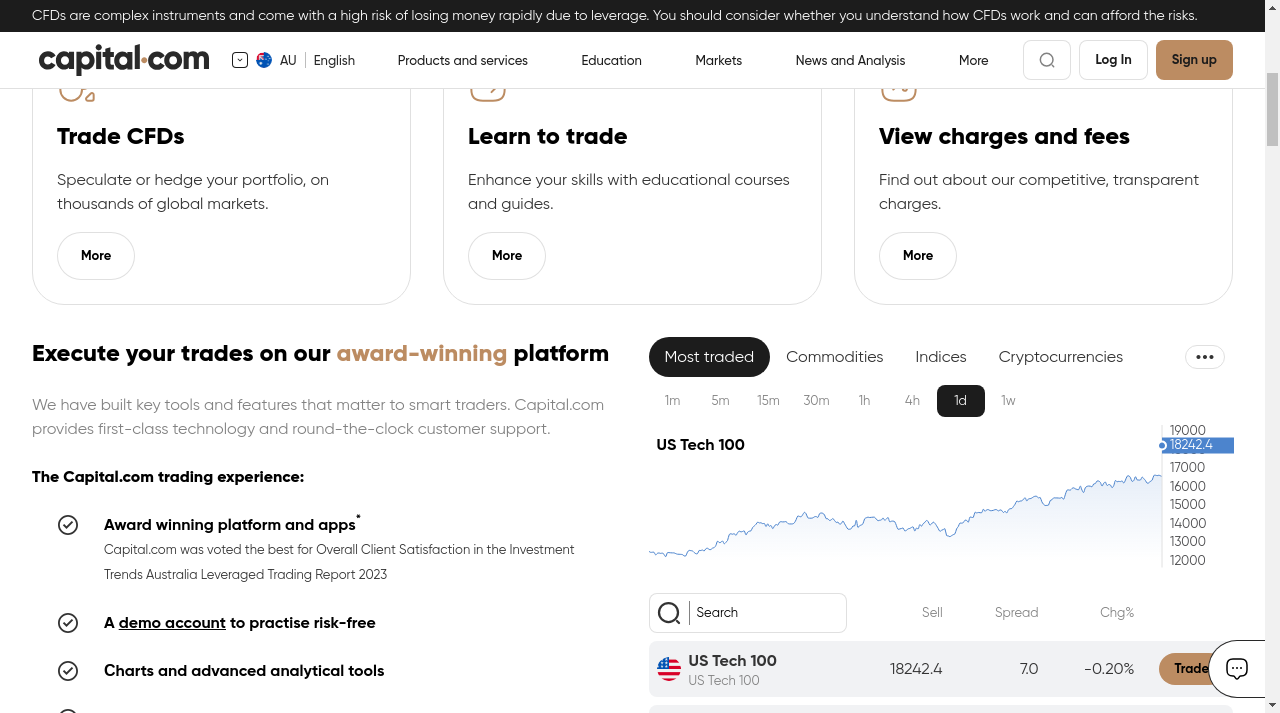 CFDs are complex instruments and come with a high risk of losing money rapidly due to leverage. You should consider whether you understand how CFDs work and can afford the risks.
capital.com
AU English
Products and services
Education
Markets
News and Analysis
More
Log In
Sign up
Trade CFDs
Speculate or hedge your portfolio, on
thousands of global markets.
More
Learn to trade
Enhance your skills with educational courses
and guides.
More
View charges and fees
Find out about our competitive, transparent
charges.
More
Execute your trades on our award-winning platform
We have built key tools and features that matter to smart traders. Capital.com
provides first-class technology and round-the-clock customer support.
The Capital.com trading experience:
Award winning platform and apps*
Capital.com was voted the best for Overall Client Satisfaction in the Investment
Trends Australia Leveraged Trading Report 2023
A demo account to practise risk-free
Charts and advanced analytical tools
Most traded Commodities Indices Cryptocurrencies
1m 5m 15m 30m 1h 4h 1d 1w
US Tech 100
19000
18242.4
17000
16000
15000
14000
13000
12000
Search Sell Spread Chg%
US Tech 100 18242.4 7.0 -0.20% Trade
US Tech 100